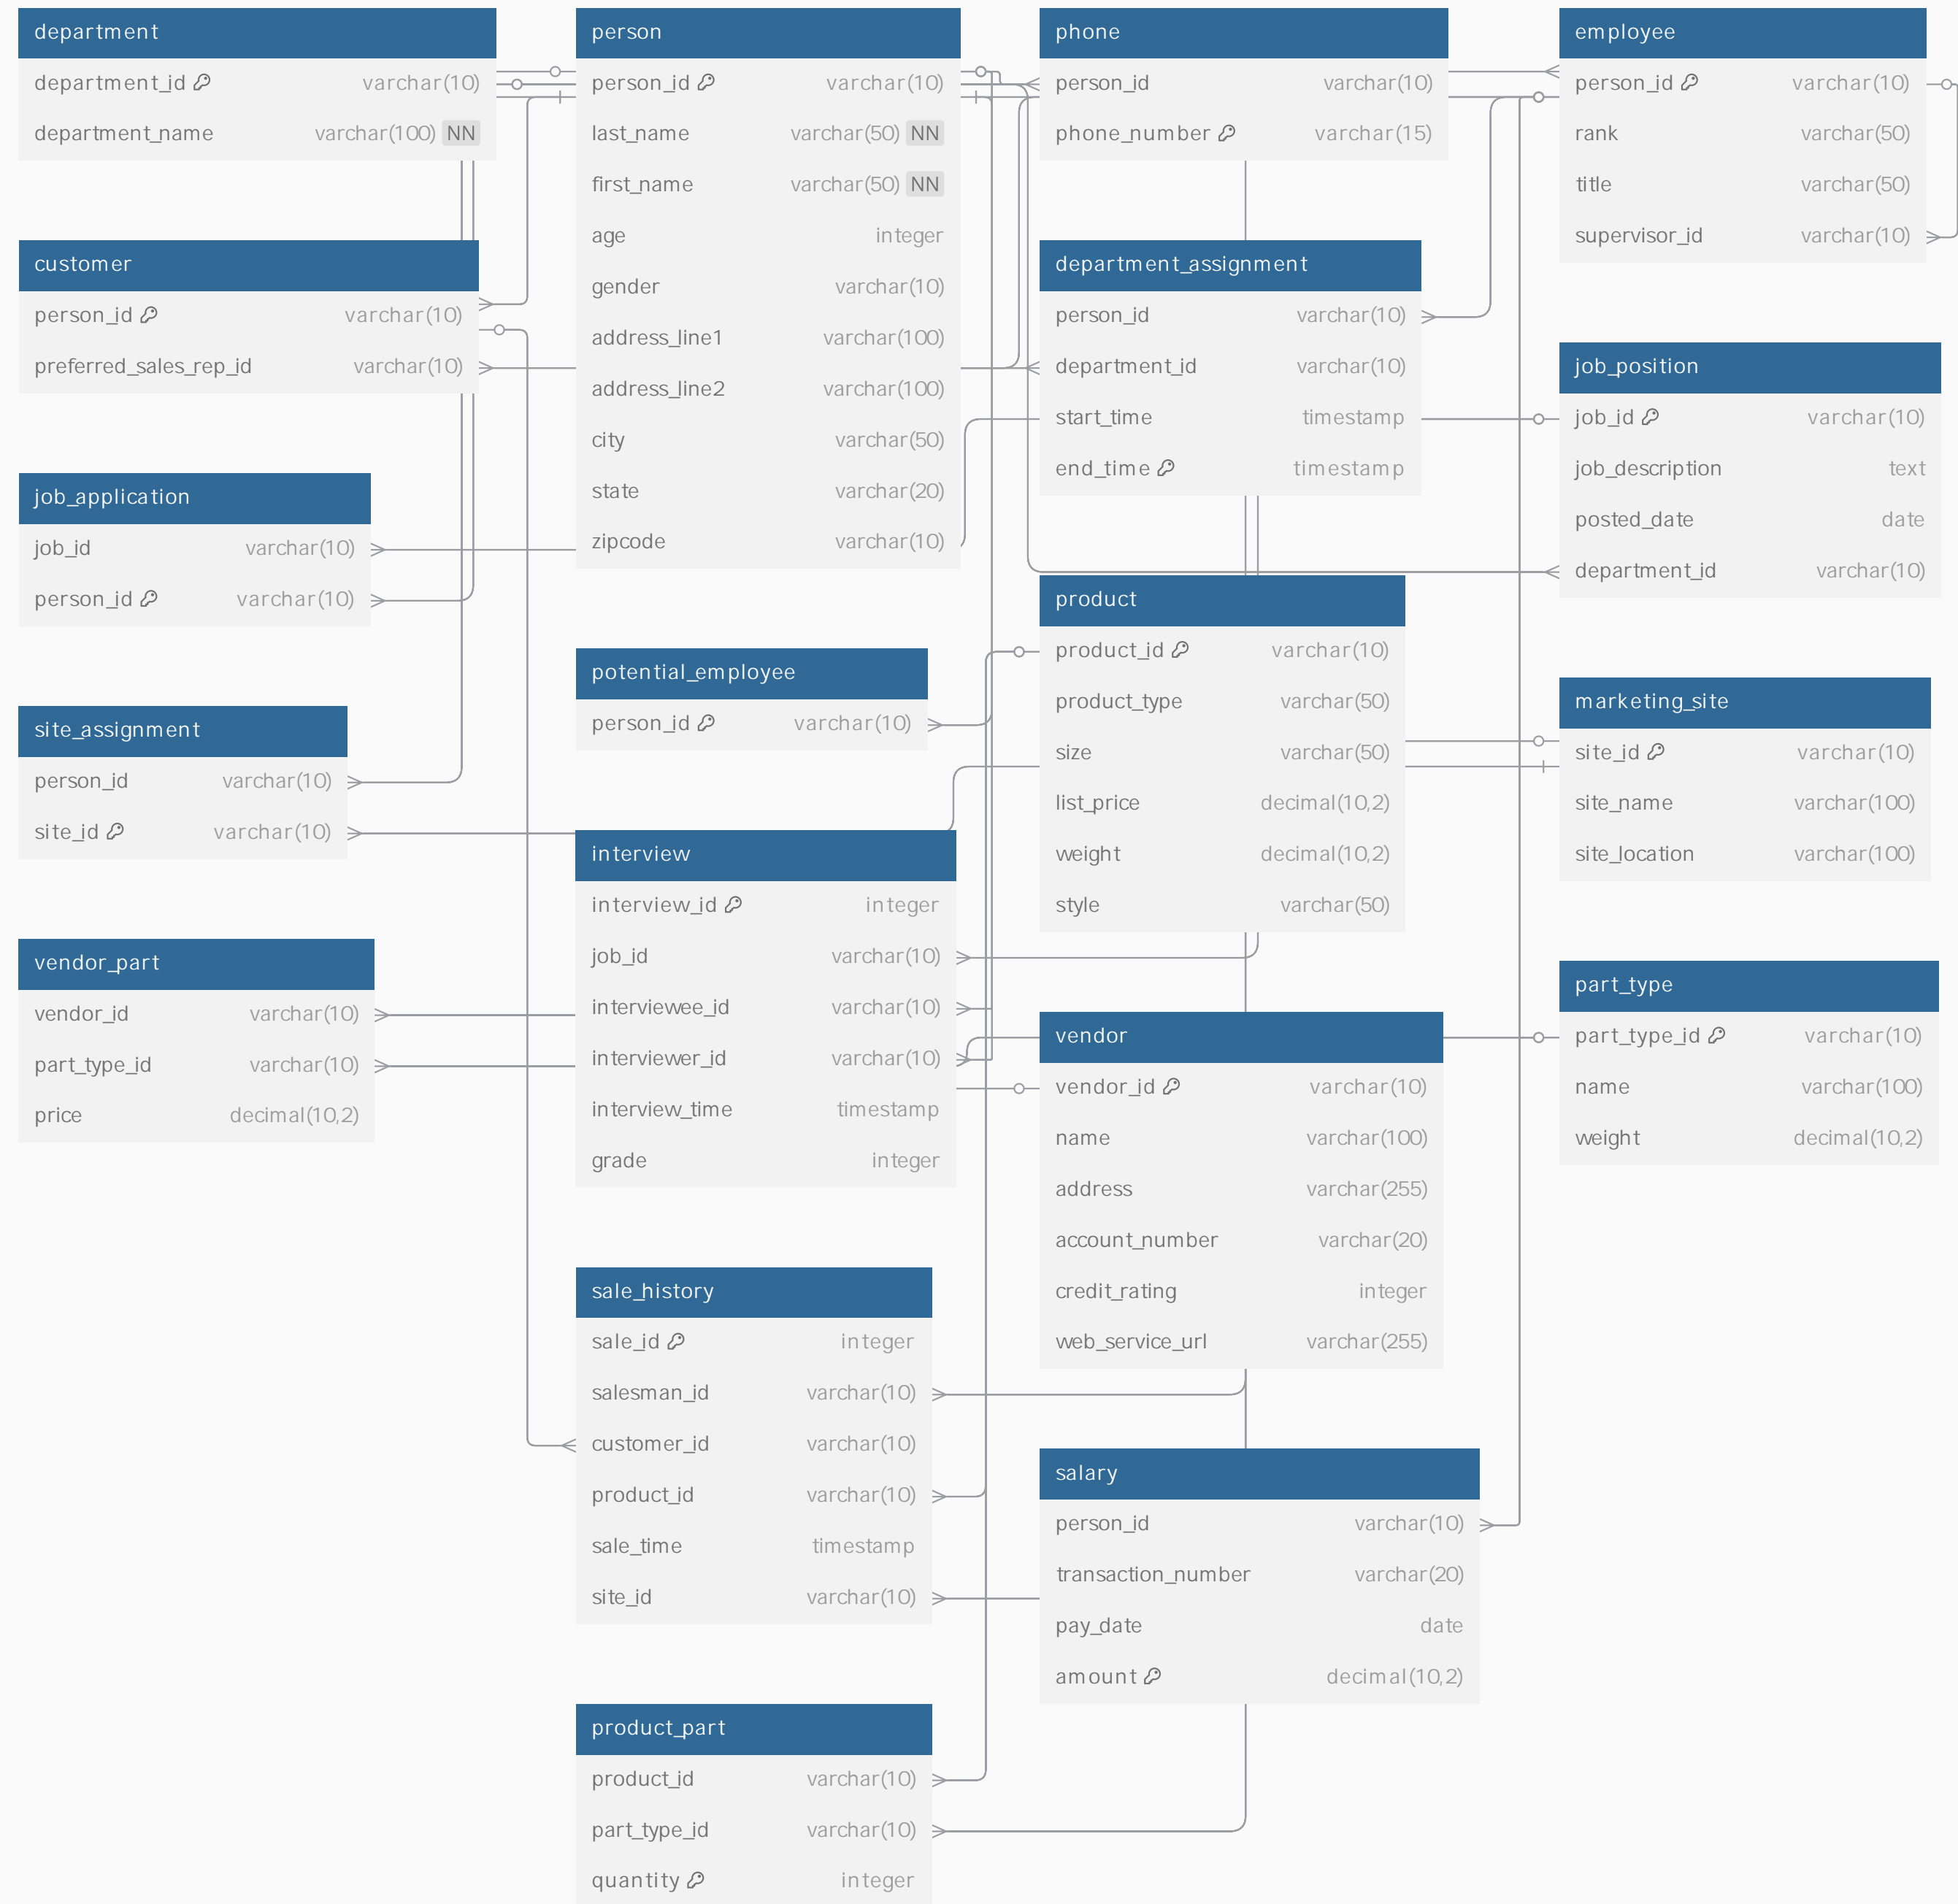 department
department_id varchar(10)
department_name varchar(100) NN
person
person_id varchar(10)
last_name varchar(50) NN
first_name varchar(50) NN
age integer
gender varchar(10)
address_line1 varchar(100)
address_line2 varchar(100)
city varchar(50)
state varchar(20)
zipcode varchar(10)
phone
person_id varchar(10)
phone_number varchar(15)
employee
person_id varchar(10)
rank varchar(50)
title varchar(50)
supervisor_id varchar(10)
customer
person_id varchar(10)
preferred_sales_rep_id varchar(10)
department_assignment
person_id varchar(10)
department_id varchar(10)
start_time timestamp
end_time timestamp
job_position
job_id varchar(10)
job_description text
posted_date date
department_id varchar(10)
job_application
job_id varchar(10)
person_id varchar(10)
potential_employee
person_id varchar(10)
product
product_id varchar(10)
product_type varchar(50)
size varchar(50)
list_price decimal(10,2)
weight decimal(10,2)
style varchar(50)
marketing_site
site_id varchar(10)
site_name varchar(100)
site_location varchar(100)
site_assignment
person_id varchar(10)
site_id varchar(10)
interview
interview_id integer
job_id varchar(10)
interviewee_id varchar(10)
interviewer_id varchar(10)
interview_time timestamp
grade integer
vendor_part
vendor_id varchar(10)
part_type_id varchar(10)
price decimal(10,2)
vendor
vendor_id varchar(10)
name varchar(100)
address varchar(255)
account_number varchar(20)
credit_rating integer
web_service_url varchar(255)
part_type
part_type_id varchar(10)
name varchar(100)
weight decimal(10,2)
sale_history
sale_id integer
salesman_id varchar(10)
customer_id varchar(10)
product_id varchar(10)
sale_time timestamp
site_id varchar(10)
salary
person_id varchar(10)
transaction_number varchar(20)
pay_date date
amount decimal(10,2)
product_part
product_id varchar(10)
part_type_id varchar(10)
quantity integer